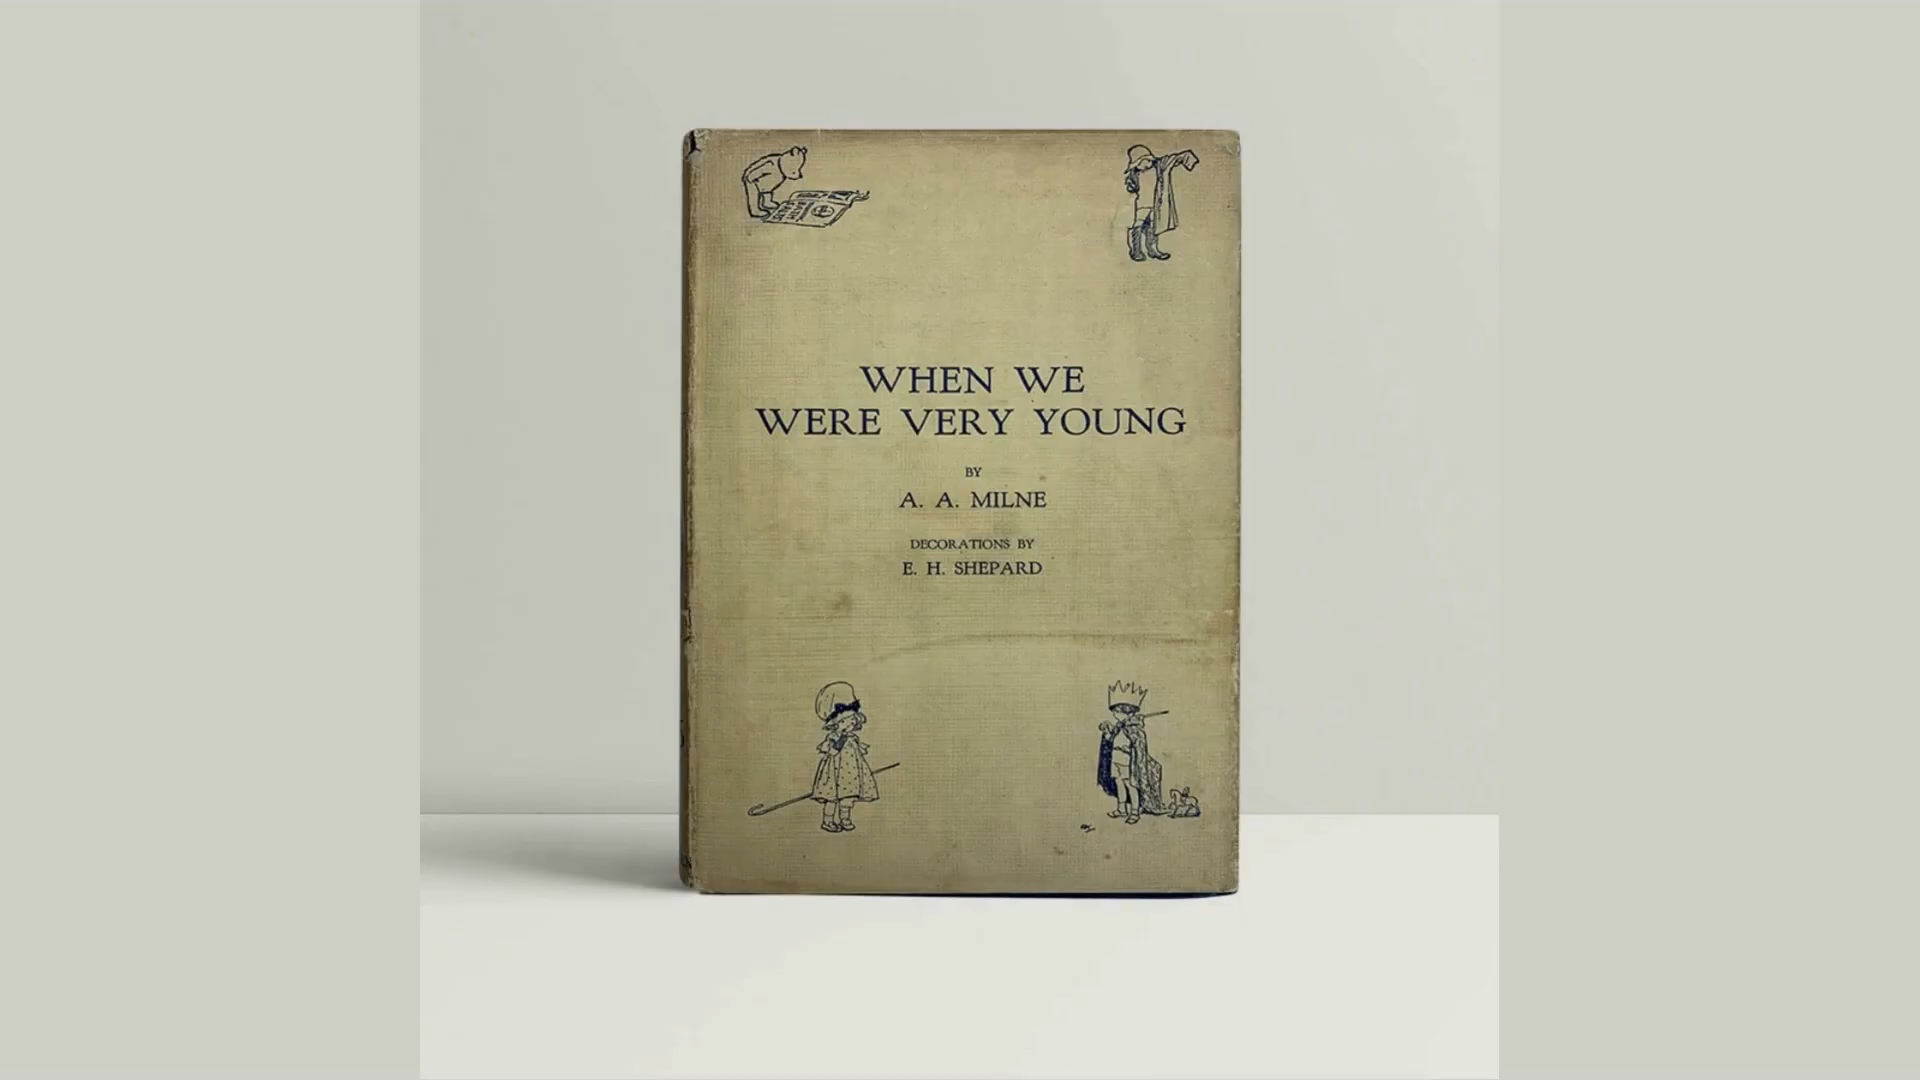 WHEN WE
WERE VERY YOUNG
BY
A. A. MILNE
DECORATIONS BY
E. H. SHEPARD